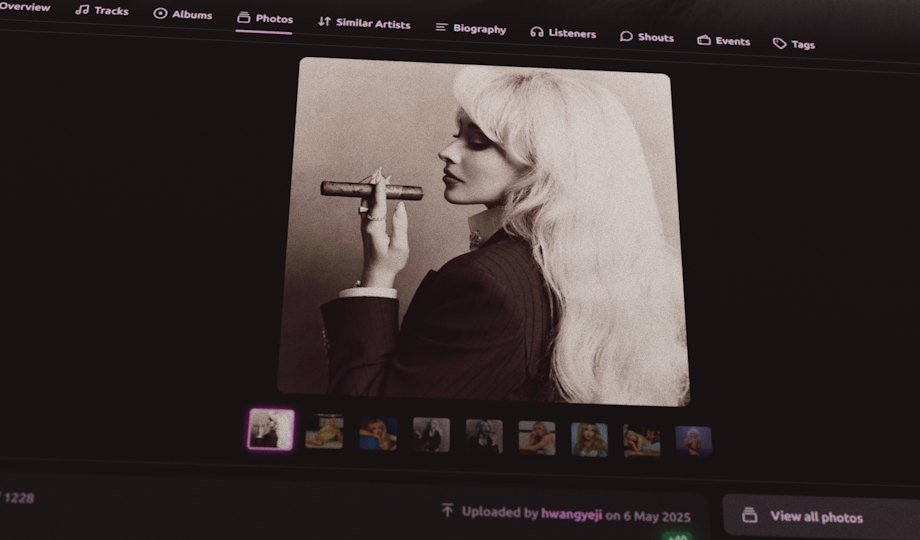 Overview
Tracks
Albums
Photos
Similar Artists
Biography
Listeners
Shouts
Events
Tags
/ 1228
Uploaded by hwangyeji on 6 May 2025
View all photos
+40